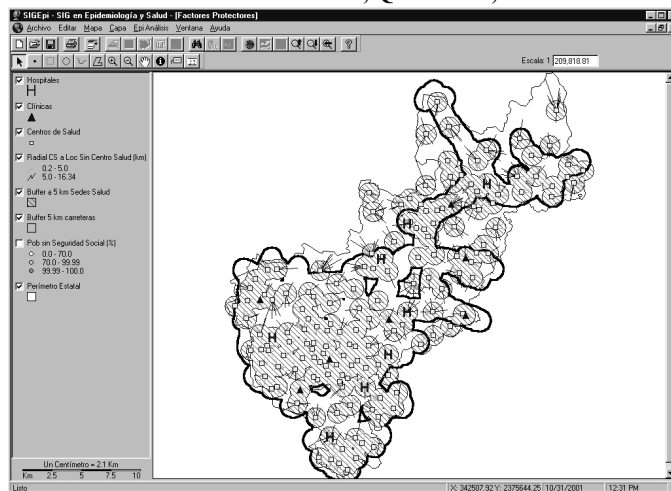 SIGEpi - SIG en Epidemiología y Salud - [Factores Protectores]
Archivo Editar Mapa Capa Epi Análisis Ventana Ayuda
Escala: 1 209,818.81
Hospitales
H
Clínicas
Centros de Salud
Radial CS a Loc Sin Centro Salud (km)
0.2 - 5.0
5.0 - 16.34
Buffer a 5 km Sedes Salud
Buffer 5 km carreteras
Pob sin Seguridad Social (%)
0.0 - 70.0
70.0 - 99.99
99.99 - 100.0
Perímetro Estatal
H
H
H
H
H
H
H
H
Un Centímetro = 2.1 Km
Km 2.5 5 7.5 10
Listo
X: 342507.92 Y: 2375644.25 10/31/2001 12:31 PM